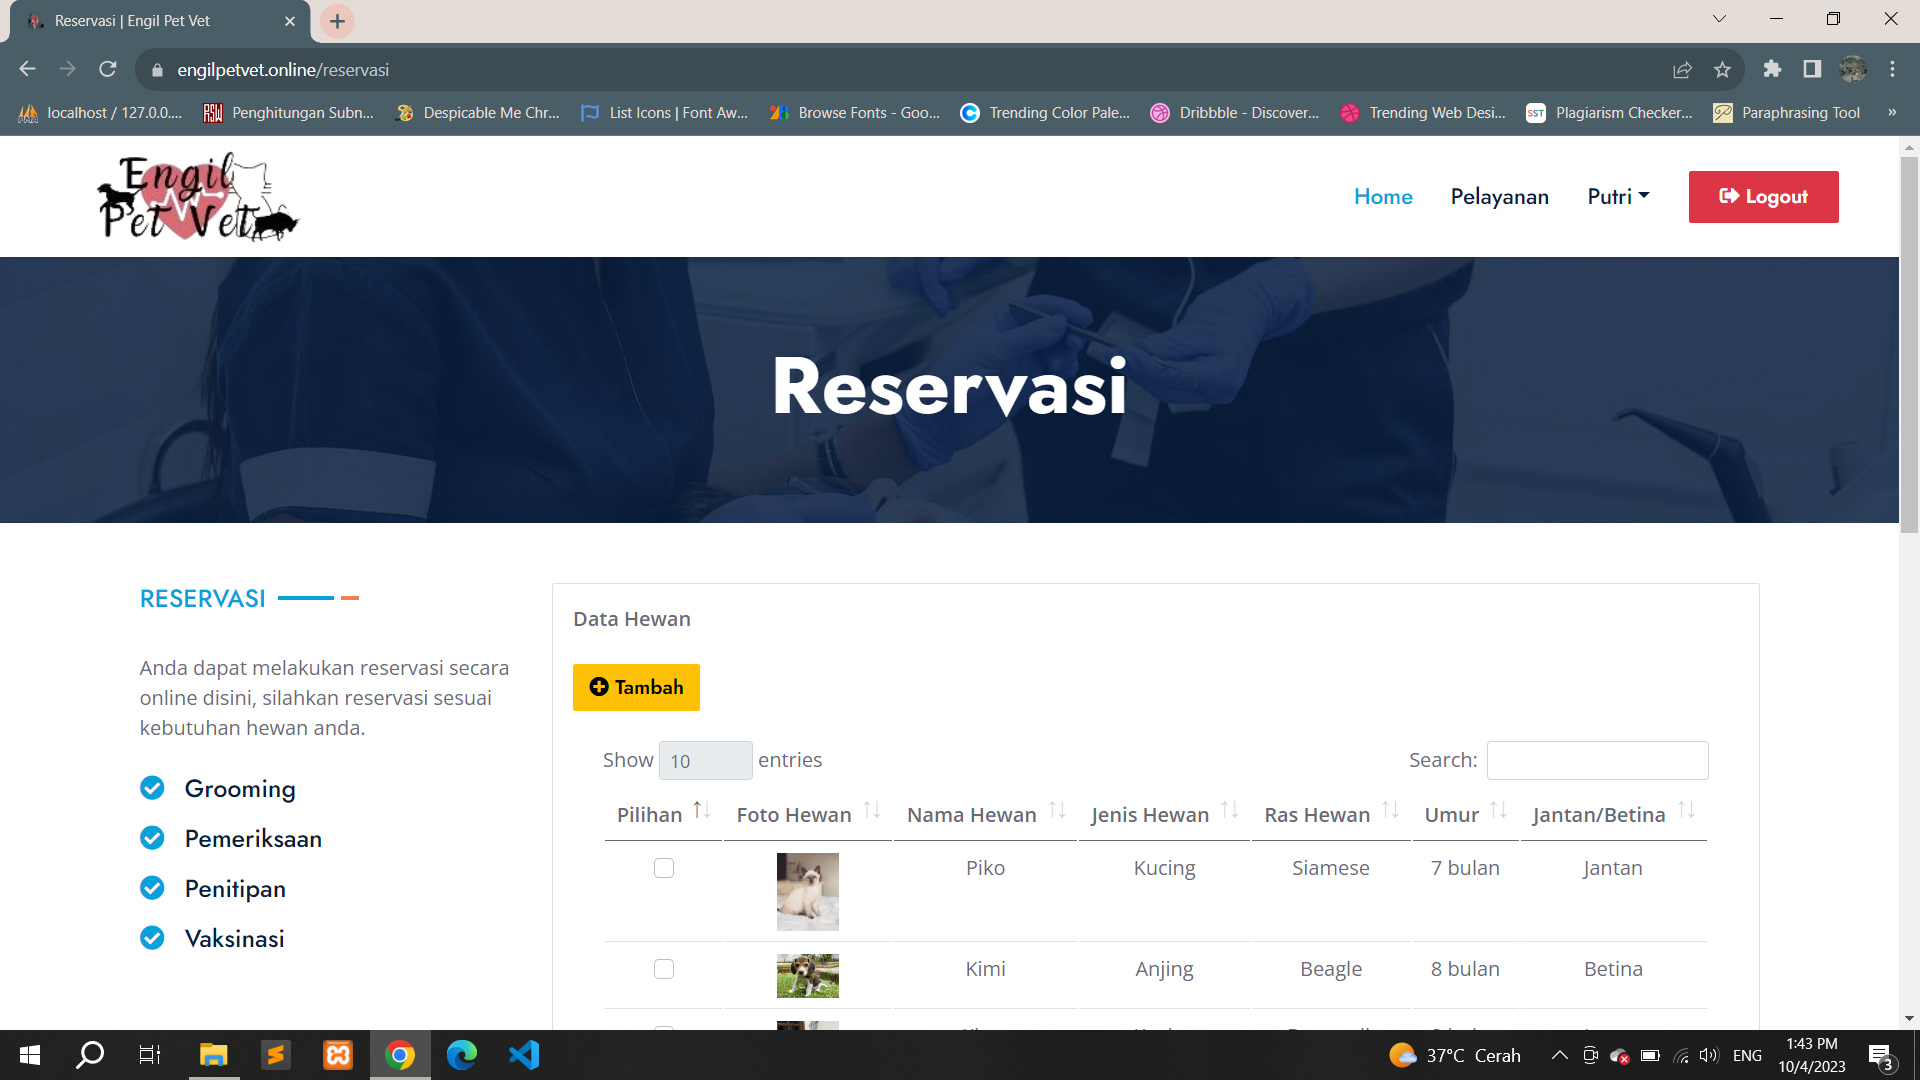 Reservasi | Engil Pet Vet
engilpetvet.online/reservasi
localhost / 127.0.0.... Penghitungan Subn... Despicable Me Chr... List Icons | Font Aw... Browse Fonts - Goo... Trending Color Pale... Dribbble - Discover... Trending Web Desi... SST Plagiarism Checker... Paraphrasing Tool »
Engil
Pet Vet
Home Pelayanan Putri Logout
Reservasi
RESERVASI
Anda dapat melakukan reservasi secara
online disini, silahkan reservasi sesuai
kebutuhan hewan anda.
Grooming
Pemeriksaan
Penitipan
Vaksinasi
Data Hewan
Tambah
Show 10 entries Search:
Pilihan Foto Hewan Nama Hewan Jenis Hewan Ras Hewan Umur Jantan/Betina
Piko Kucing Siamese 7 bulan Jantan
Kimi Anjing Beagle 8 bulan Betina
37°C Cerah ENG 1:43 PM
10/4/2023 3